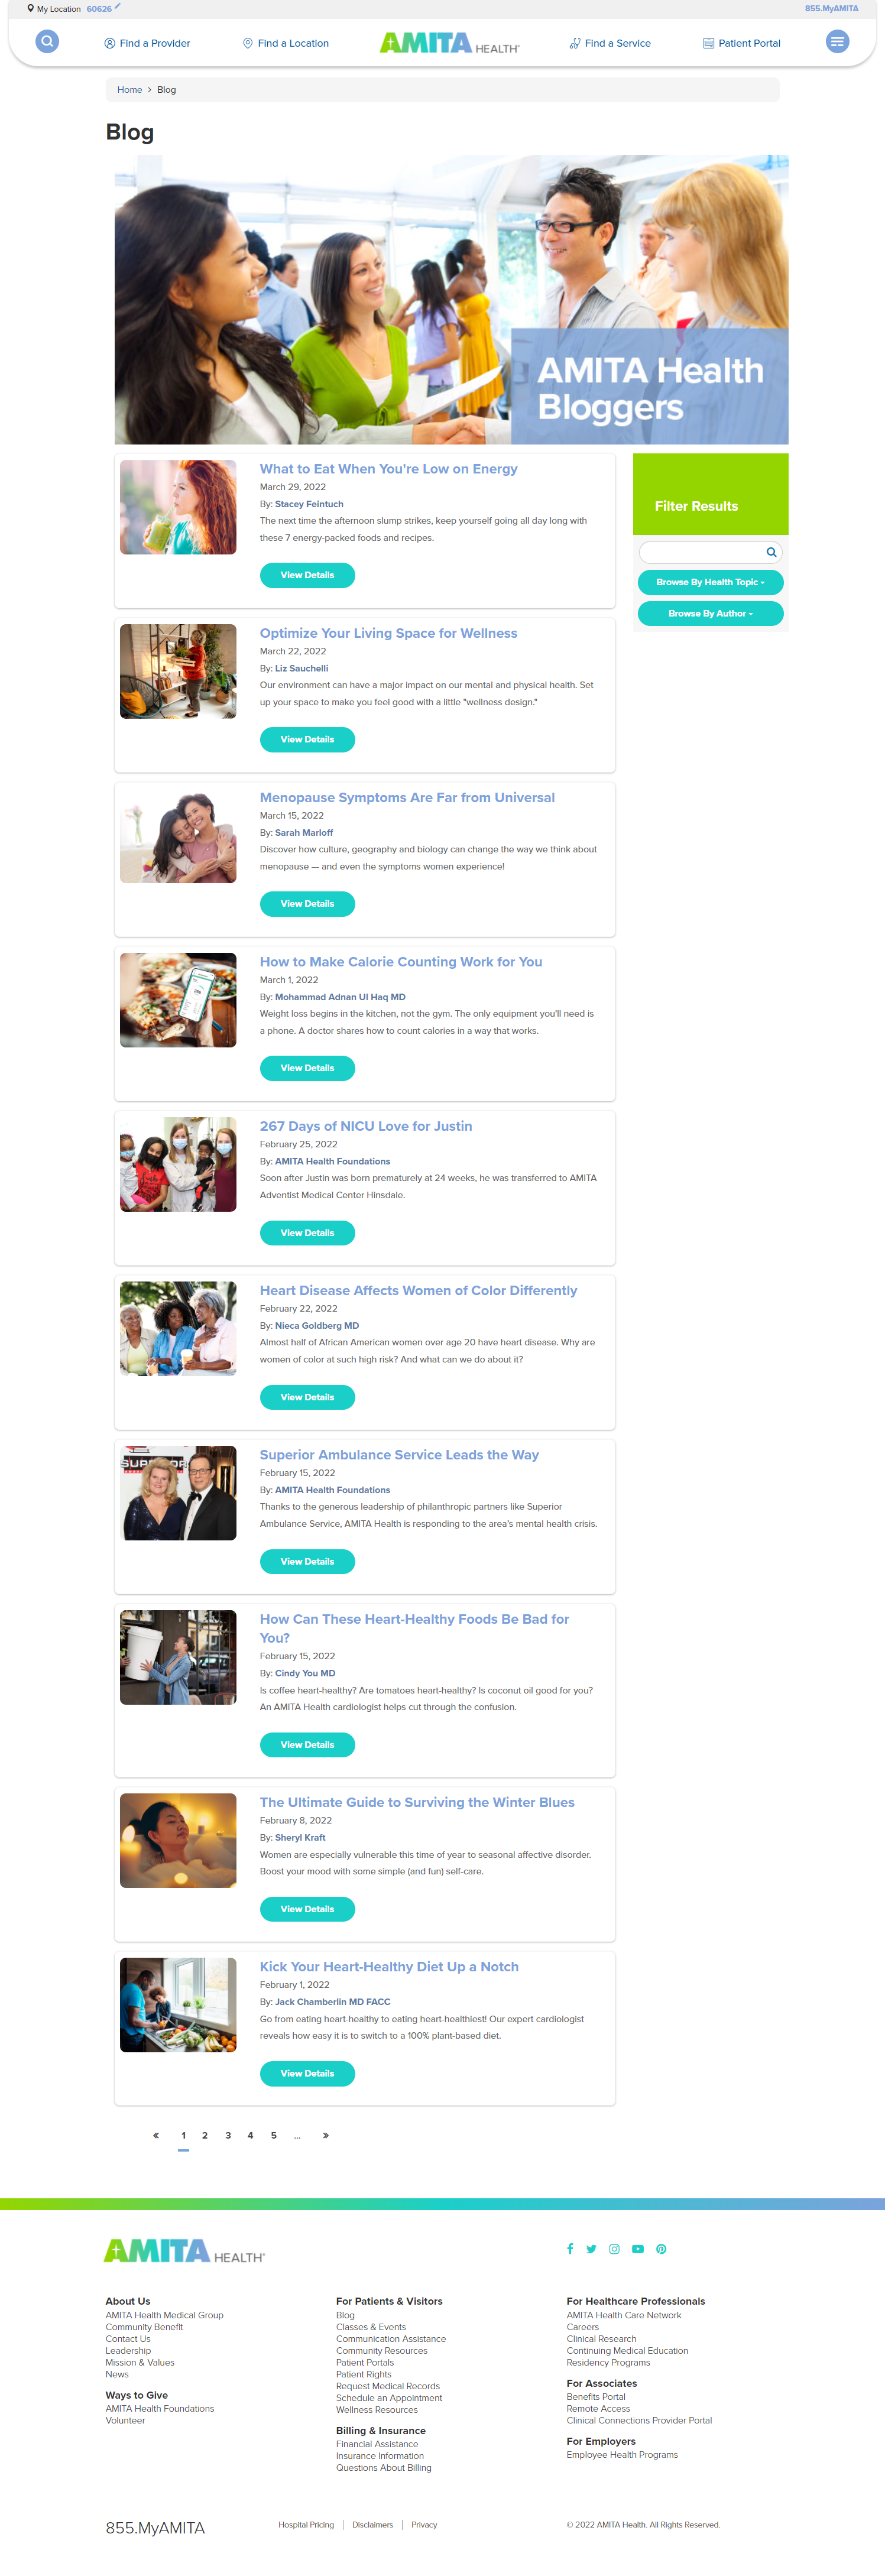 My Location 60626
855.MyAMITA
Find a Provider
Find a Location
AMITA HEALTH®
Find a Service
Patient Portal
Home > Blog
Blog
AMITA Health
Bloggers
What to Eat When You're Low on Energy
March 29, 2022
By: Stacey Feintuch
The next time the afternoon slump strikes, keep yourself going all day long with
these 7 energy-packed foods and recipes.
View Details
Filter Results
Browse By Health Topic
Browse By Author
Optimize Your Living Space for Wellness
March 22, 2022
By: Liz Sauchelli
Our environment can have a major impact on our mental and physical health. Set
up your space to make you feel good with a little "wellness design."
View Details
Menopause Symptoms Are Far from Universal
March 15, 2022
By: Sarah Marloff
Discover how culture, geography and biology can change the way we think about
menopause — and even the symptoms women experience!
View Details
How to Make Calorie Counting Work for You
March 1, 2022
By: Mohammad Adnan Ul Haq MD
Weight loss begins in the kitchen, not the gym. The only equipment you'll need is
a phone. A doctor shares how to count calories in a way that works.
View Details
267 Days of NICU Love for Justin
February 25, 2022
By: AMITA Health Foundations
Soon after Justin was born prematurely at 24 weeks, he was transferred to AMITA
Adventist Medical Center Hinsdale.
View Details
Heart Disease Affects Women of Color Differently
February 22, 2022
By: Nieca Goldberg MD
Almost half of African American women over age 20 have heart disease. Why are
women of color at such high risk? And what can we do about it?
View Details
Superior Ambulance Service Leads the Way
February 15, 2022
By: AMITA Health Foundations
Thanks to the generous leadership of philanthropic partners like Superior
Ambulance Service, AMITA Health is responding to the area's mental health crisis.
View Details
How Can These Heart-Healthy Foods Be Bad for
You?
February 15, 2022
By: Cindy You MD
Is coffee heart-healthy? Are tomatoes heart-healthy? Is coconut oil good for you?
An AMITA Health cardiologist helps cut through the confusion.
View Details
The Ultimate Guide to Surviving the Winter Blues
February 8, 2022
By: Sheryl Kraft
Women are especially vulnerable this time of year to seasonal affective disorder.
Boost your mood with some simple (and fun) self-care.
View Details
Kick Your Heart-Healthy Diet Up a Notch
February 1, 2022
By: Jack Chamberlin MD FACC
Go from eating heart-healthy to eating heart-healthiest! Our expert cardiologist
reveals how easy it is to switch to a 100% plant-based diet.
View Details
« 1 2 3 4 5 ... »
AMITA HEALTH®
About Us
AMITA Health Medical Group
Community Benefit
Contact Us
Leadership
Mission & Values
News
Ways to Give
AMITA Health Foundations
Volunteer
For Patients & Visitors
Blog
Classes & Events
Communication Assistance
Community Resources
Patient Portals
Patient Rights
Request Medical Records
Schedule an Appointment
Wellness Resources
Billing & Insurance
Financial Assistance
Insurance Information
Questions About Billing
For Healthcare Professionals
AMITA Health Care Network
Careers
Clinical Research
Continuing Medical Education
Residency Programs
For Associates
Benefits Portal
Remote Access
Clinical Connections Provider Portal
For Employers
Employee Health Programs
855.MyAMITA
Hospital Pricing | Disclaimers | Privacy
© 2022 AMITA Health. All Rights Reserved.